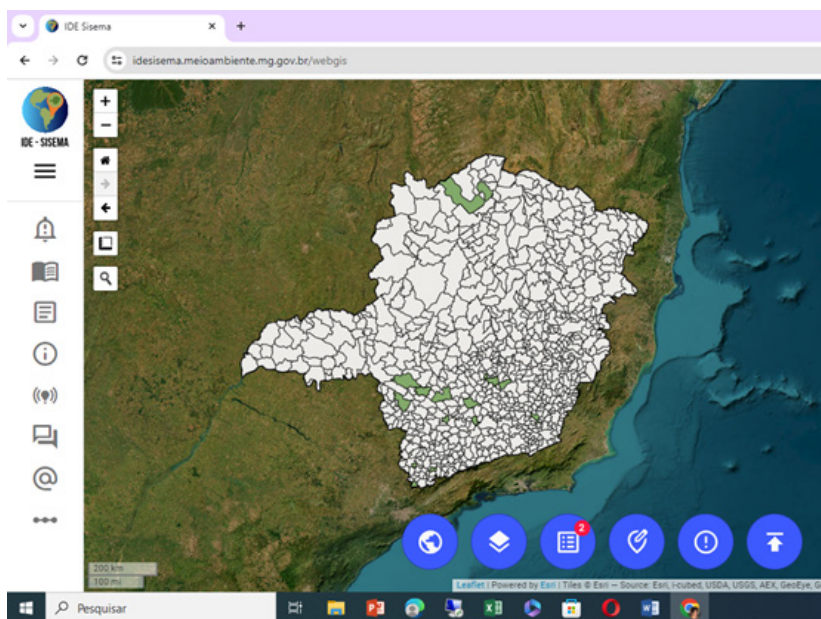 IDE Sisema
idesisema.meioambiente.mg.gov.br/webgis
IDE - SISEMA
2
200 km
100 mi
Leaflet | Powered by Esri | Tiles © Esri — Source: Esri, i-cubed, USDA, USGS, AEX, GeoEye, G
Pesquisar